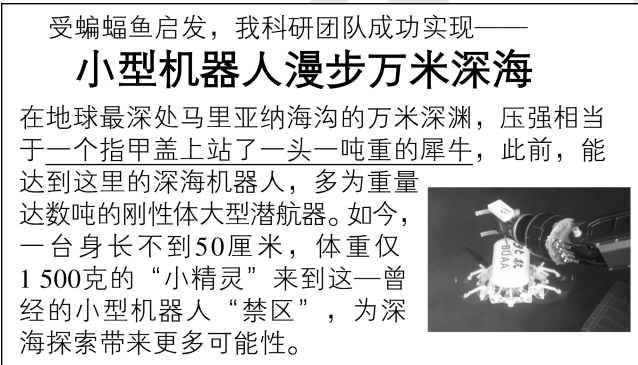 受蝙蝠鱼启发，我科研团队成功实现——
小型机器人漫步万米深海
在地球最深处马里亚纳海沟的万米深渊，压强相当
于一个指甲盖上站了一头一吨重的犀牛，此前，能
达到这里的深海机器人，多为重量
达数吨的刚性体大型潜航器。如今，
一台身长不到50厘米，体重仅
1 500克的“小精灵”来到这—曾
经的小型机器人“禁区”，为深
海探索带来更多可能性。
北航
BUAA